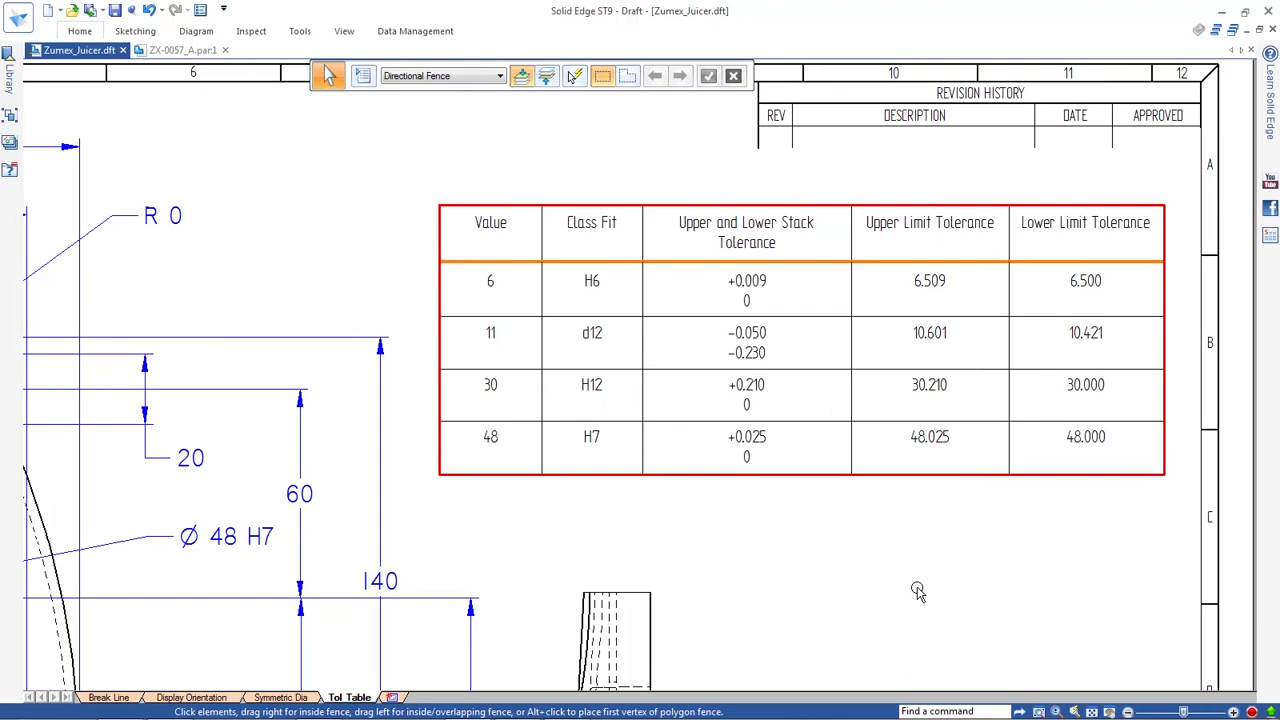 Solid Edge ST9 - Draft - [Zumex_Juicer.dft]
Home Sketching Diagram Inspect Tools View Data Management
Zumex_Juicer.dft ZX-0057_A.par:1
Directional Fence
Library
Learn Solid Edge
You Tube
6 10 11 12
REVISION HISTORY
REV DESCRIPTION DATE APPROVED
A
B
C
R 0
Value Class Fit Upper and Lower Stack Upper Limit Tolerance Lower Limit Tolerance
Tolerance
6 H6 +0.009 6.509 6.500
0
11 d12 -0.050 10.601 10.421
-0.230
30 H12 +0.210 30.210 30.000
0
48 H7 +0.025 48.025 48.000
0
20
60
Ø 48 H7
140
Break Line Display Orientation Symmetric Dia Tol Table
Click elements, drag right for inside fence, drag left for inside/overlapping fence, or Alt+click to place first vertex of polygon fence. Find a command